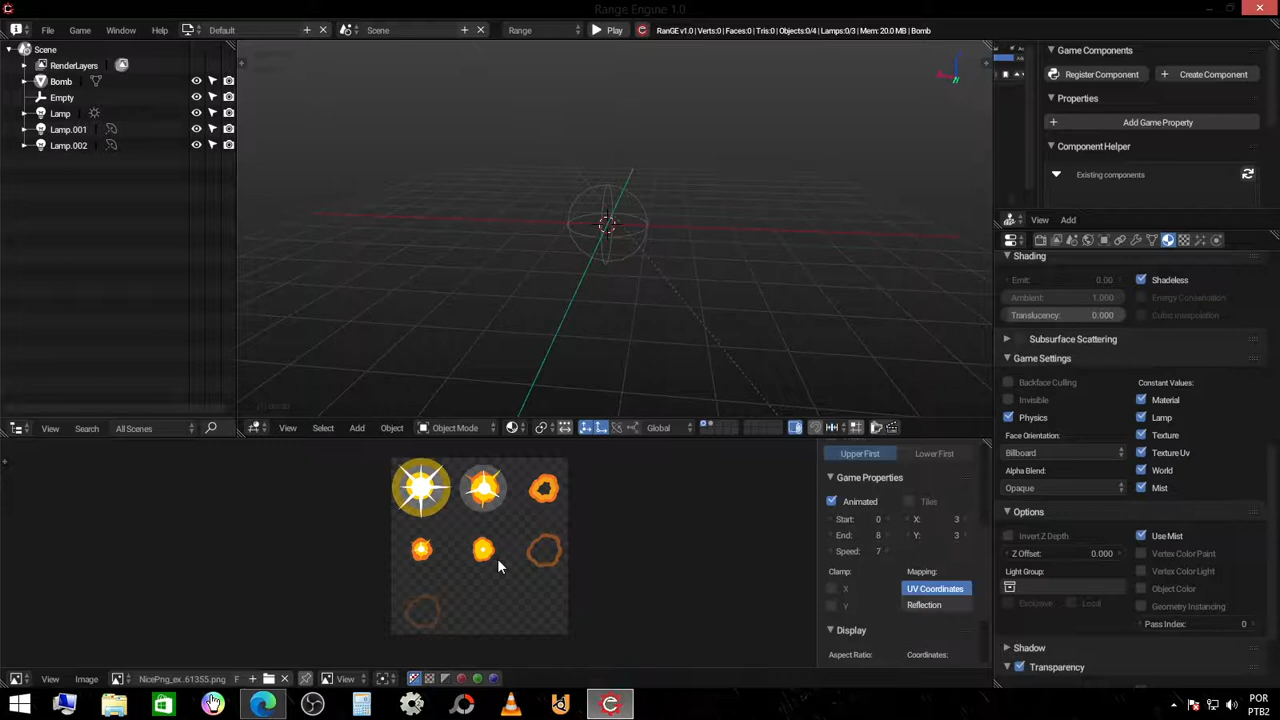 Range Engine 1.0
File Game Window Help Default Scene Range Play RanGE v1.0 | Verts:0 | Faces:0 | Tris:0 | Objects:0/4 | Lamps:0/3 | Mem: 20.0 MB | Bomb
Scene
RenderLayers
Bomb
Empty
Lamp
Lamp.001
Lamp.002
Game Components
Register Component Create Component
Properties
Add Game Property
Component Helper
Existing components
View Add
Shading
Emit: 0.00 Shadeless
Ambient: 1.000 Energy Conservation
Translucency: 0.000 Cubic Interpolation
Subsurface Scattering
Game Settings
Backface Culling Constant Values:
Invisible Material
Physics Lamp
Face Orientation: Texture
Billboard Texture Uv
Alpha Blend: World
Opaque Mist
Options
Invert Z Depth Use Mist
Z Offset: 0.000 Vertex Color Paint
Light Group: Vertex Color Light
Object Color
Exclusive Local Geometry Instancing
Pass Index: 0
Shadow
Transparency
View Search All Scenes
View Select Add Object Object Mode Global
Upper First Lower First
Game Properties
Animated Tiles
Start: 0 X: 3
End: 8 Y: 3
Speed: 7
Clamp: Mapping:
X UV Coordinates
Y Reflection
Display
Aspect Ratio: Coordinates:
View Image NicePng_ex.61355.png F View
POR
PTB2